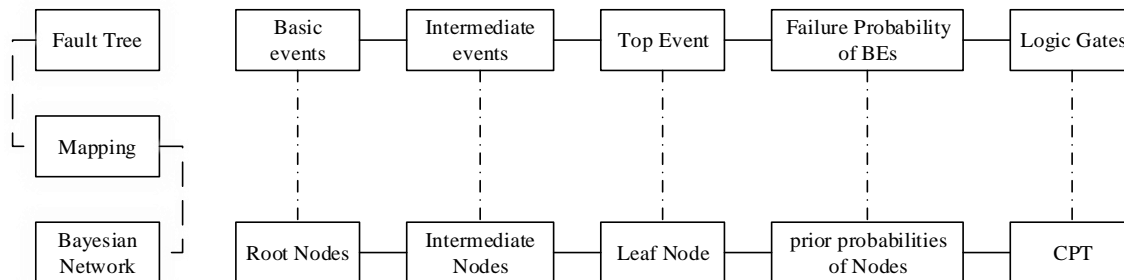 Fault Tree
Basic
events
Intermediate
events
Top Event
Failure Probability
of BEs
Logic Gates
Mapping
Bayesian
Network
Root Nodes
Intermediate
Nodes
Leaf Node
prior probabilities
of Nodes
CPT